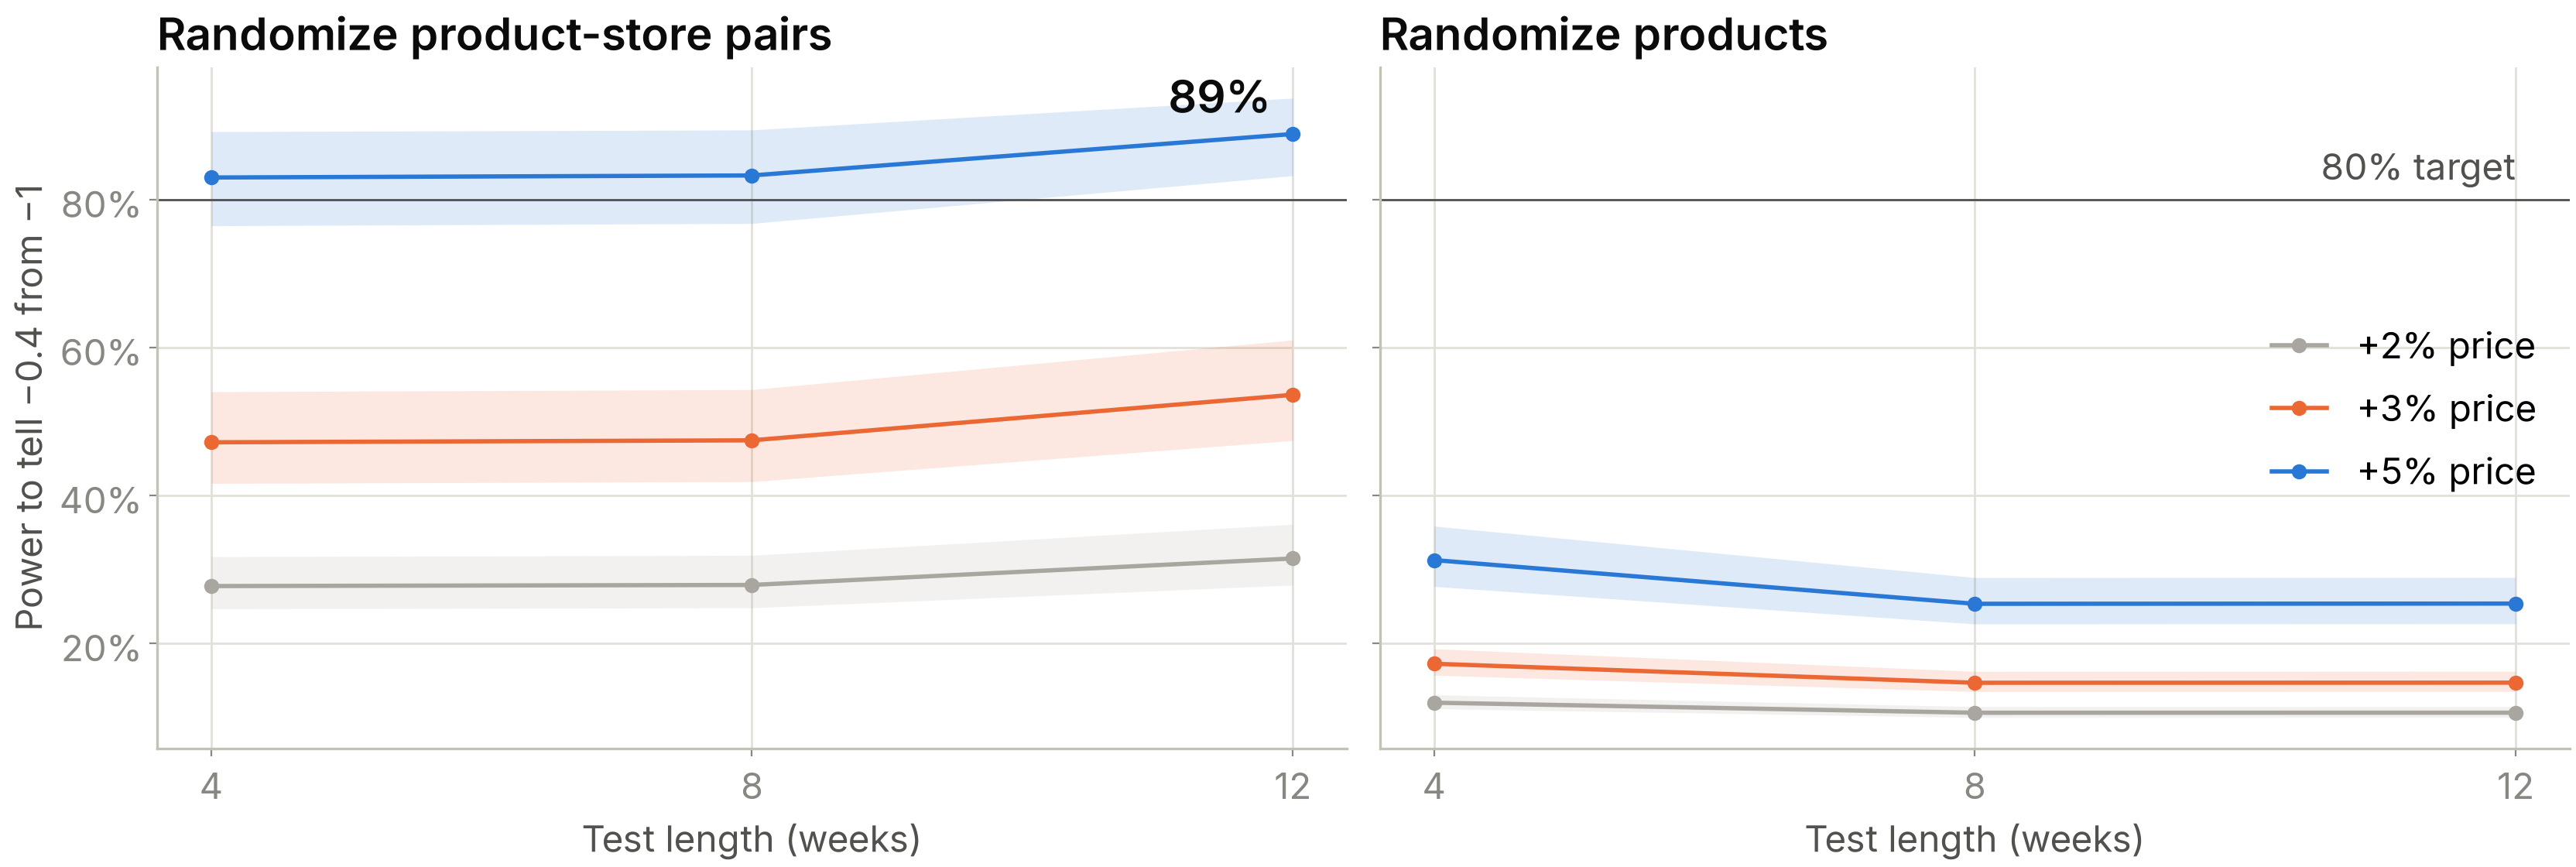 Randomize product-store pairs
Randomize products
Power to tell −0.4 from −1
80%
60%
40%
20%
89%
4
8
12
Test length (weeks)
80% target
+2% price
+3% price
+5% price
4
8
12
Test length (weeks)